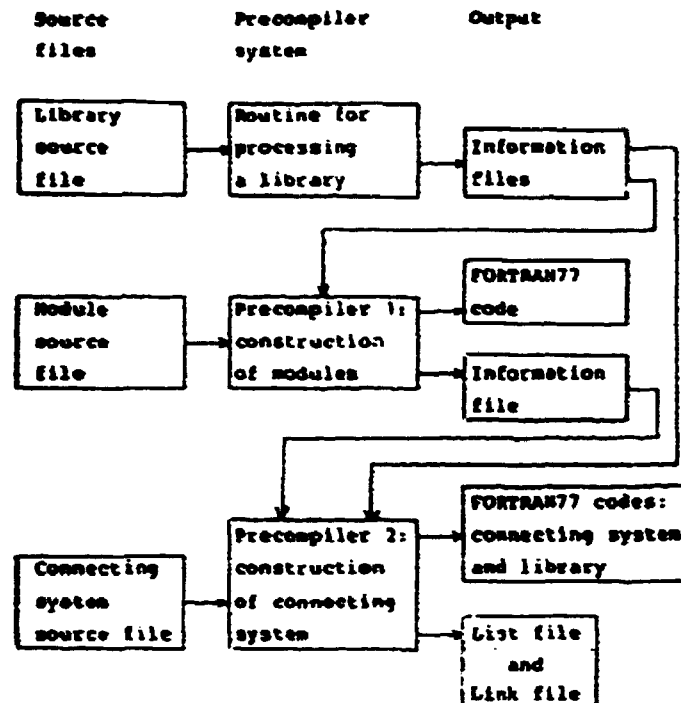 Source files
Precompiler system
Output
Library
source
file
Routine for
processing
a library
Information
files
Module
source
file
Precompiler 1:
construction
of modules
FORTRAN77
code
Information
file
Connecting
system
source file
Precompiler 2:
construction
of connecting
system
FORTRAN77 codes:
connecting system
and library
List file
and
Link file